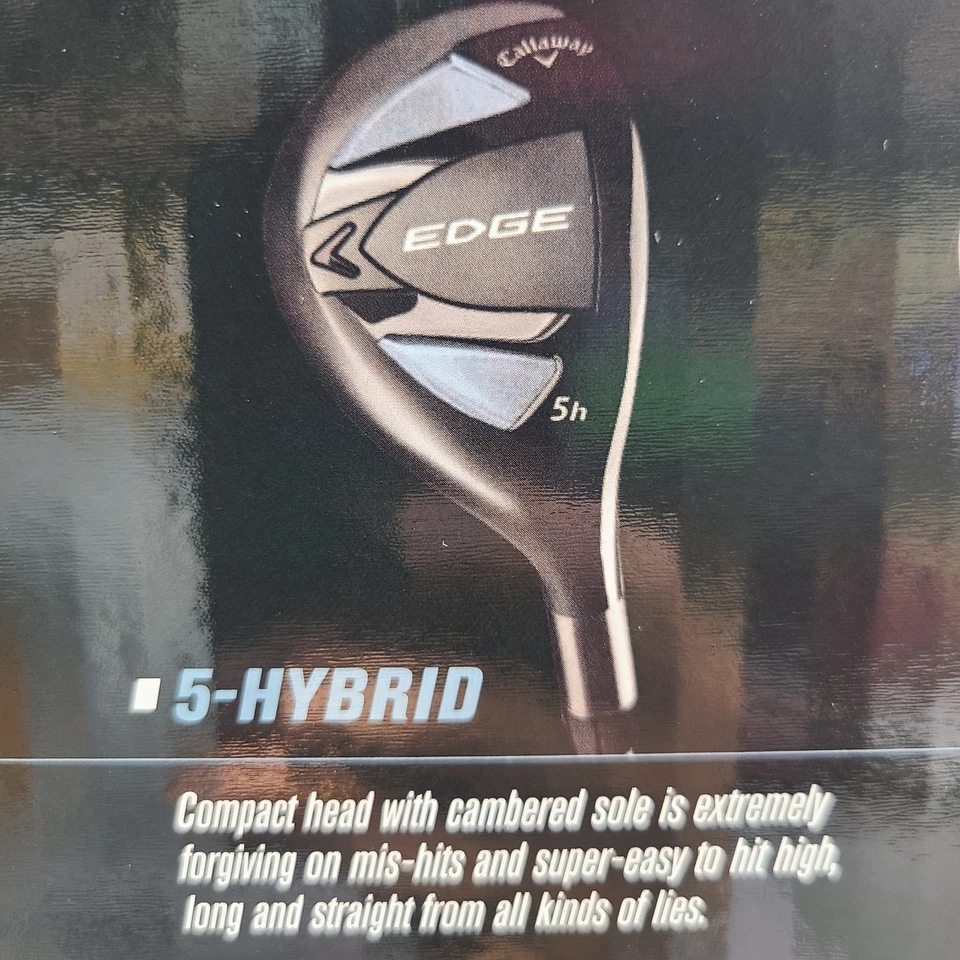 Callaway
EDGE
5h
5-HYBRID
Compact head with cambered sole is extremely
forgiving on mis-hits and super-easy to hit high,
long and straight from all kinds of lies.